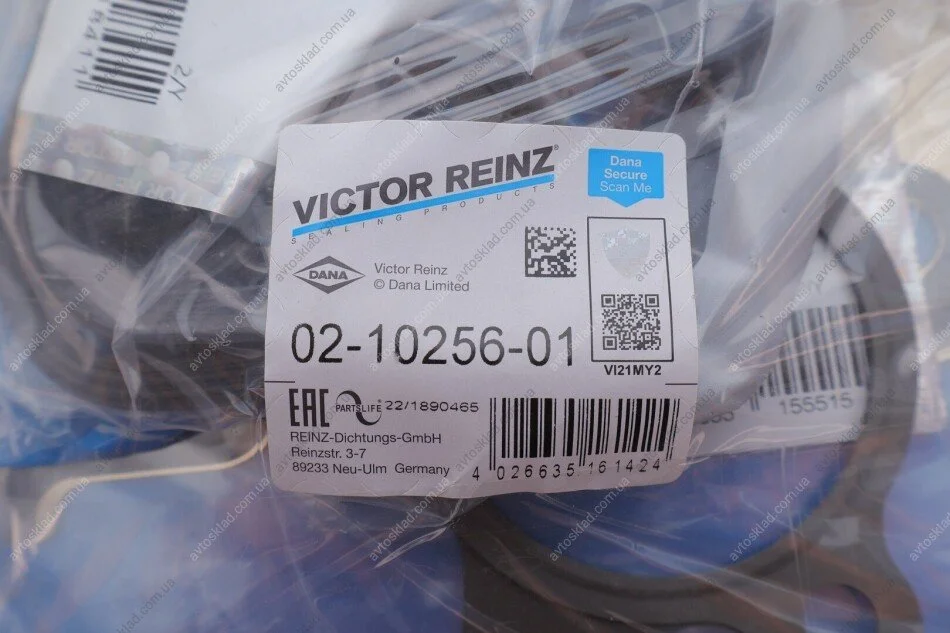 2Y
VICTOR REINZ®
SEALING PRODUCTS
Dana
Secure
Scan Me
DANA
Victor Reinz
© Dana Limited
02-10256-01
VI21MY2
EAC PARTSLIFE® 22/1890465
REINZ-Dichtungs-GmbH
Reinzstr. 3-7
89233 Neu-Ulm Germany
4 026635 161424
155515
avtosklad.com.ua